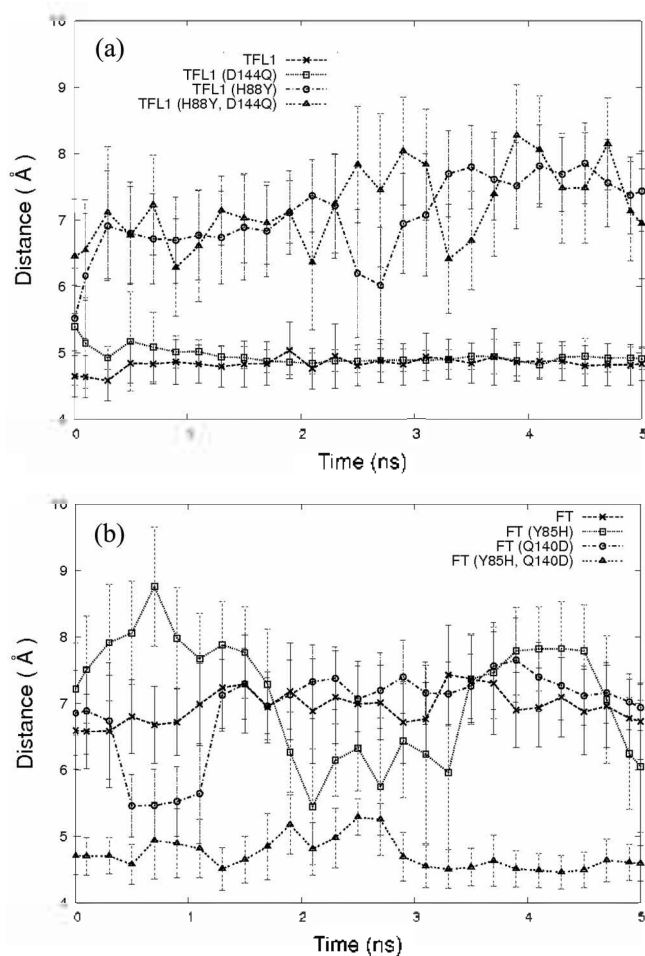 10
(a)
TFL1
TFL1 (D144Q)
TFL1 (H88Y)
TFL1 (H88Y, D144Q)
9
8
7
6
5
4
Distance ( Å )
0
1
2
3
4
5
Time (ns)
10
(b)
FT
FT (Y85H)
FT (Q140D)
FT (Y85H, Q140D)
9
8
7
6
5
4
Distance ( Å )
0
1
2
3
4
5
Time (ns)